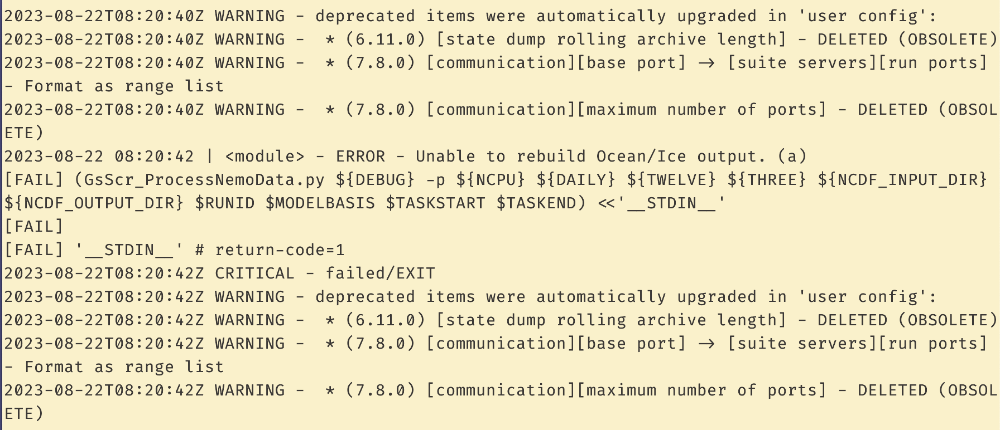 2023-08-22T08:20:40Z WARNING - deprecated items were automatically upgraded in 'user config':
2023-08-22T08:20:40Z WARNING -  * (6.11.0) [state dump rolling archive length] - DELETED (OBSOLETE)
2023-08-22T08:20:40Z WARNING -  * (7.8.0) [communication][base port] -> [suite servers][run ports]
- Format as range list
2023-08-22T08:20:40Z WARNING -  * (7.8.0) [communication][maximum number of ports] - DELETED (OBSOL
ETE)
2023-08-22 08:20:42 | <module> - ERROR - Unable to rebuild Ocean/Ice output. (a)
[FAIL] (GsScr_ProcessNemoData.py ${DEBUG} -p ${NCPU} ${DAILY} ${TWELVE} ${THREE} ${NCDF_INPUT_DIR}
${NCDF_OUTPUT_DIR} $RUNID $MODELBASIS $TASKSTART $TASKEND) <<'__STDIN__'
[FAIL]
[FAIL] '__STDIN__' # return-code=1
2023-08-22T08:20:42Z CRITICAL - failed/EXIT
2023-08-22T08:20:42Z WARNING - deprecated items were automatically upgraded in 'user config':
2023-08-22T08:20:42Z WARNING -  * (6.11.0) [state dump rolling archive length] - DELETED (OBSOLETE)
2023-08-22T08:20:42Z WARNING -  * (7.8.0) [communication][base port] -> [suite servers][run ports]
- Format as range list
2023-08-22T08:20:42Z WARNING -  * (7.8.0) [communication][maximum number of ports] - DELETED (OBSOL
ETE)